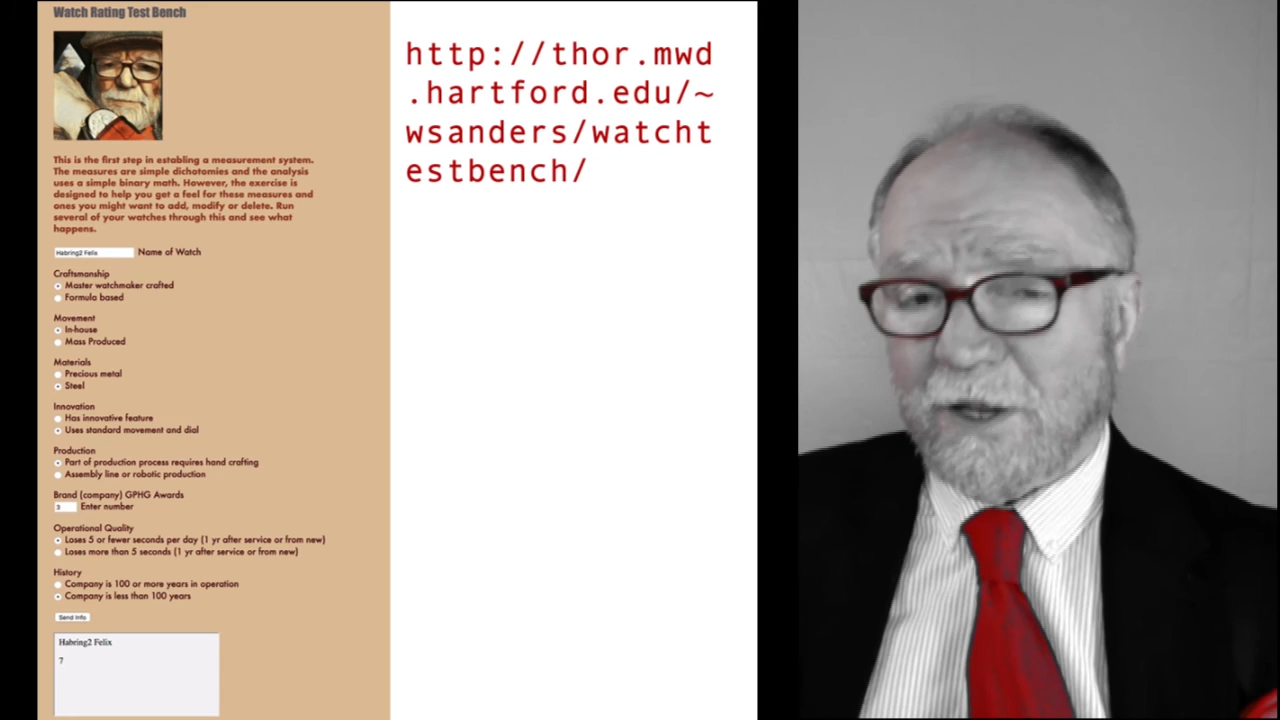 Watch Rating Test Bench
This is the first step in establing a measurement system.
The measures are simple dichotomies and the analysis
uses a simple binary math. However, the exercise is
designed to help you get a feel for these measures and
ones you might want to add, modify or delete. Run
several of your watches through this and see what
happens.
Habring2 Felix Name of Watch
Craftsmanship
Master watchmaker crafted
Formula based
Movement
In-house
Mass Produced
Materials
Precious metal
Steel
Innovation
Has innovative feature
Uses standard movement and dial
Production
Part of production process requires hand crafting
Assembly line or robotic production
Brand (company) GPHG Awards
3 Enter number
Operational Quality
Loses 5 or fewer seconds per day (1 yr after service or from new)
Loses more than 5 seconds (1 yr after service or from new)
History
Company is 100 or more years in operation
Company is less than 100 years
Send Info
Habring2 Felix
7
http://thor.mwd
.hartford.edu/~
wsanders/watcht
estbench/